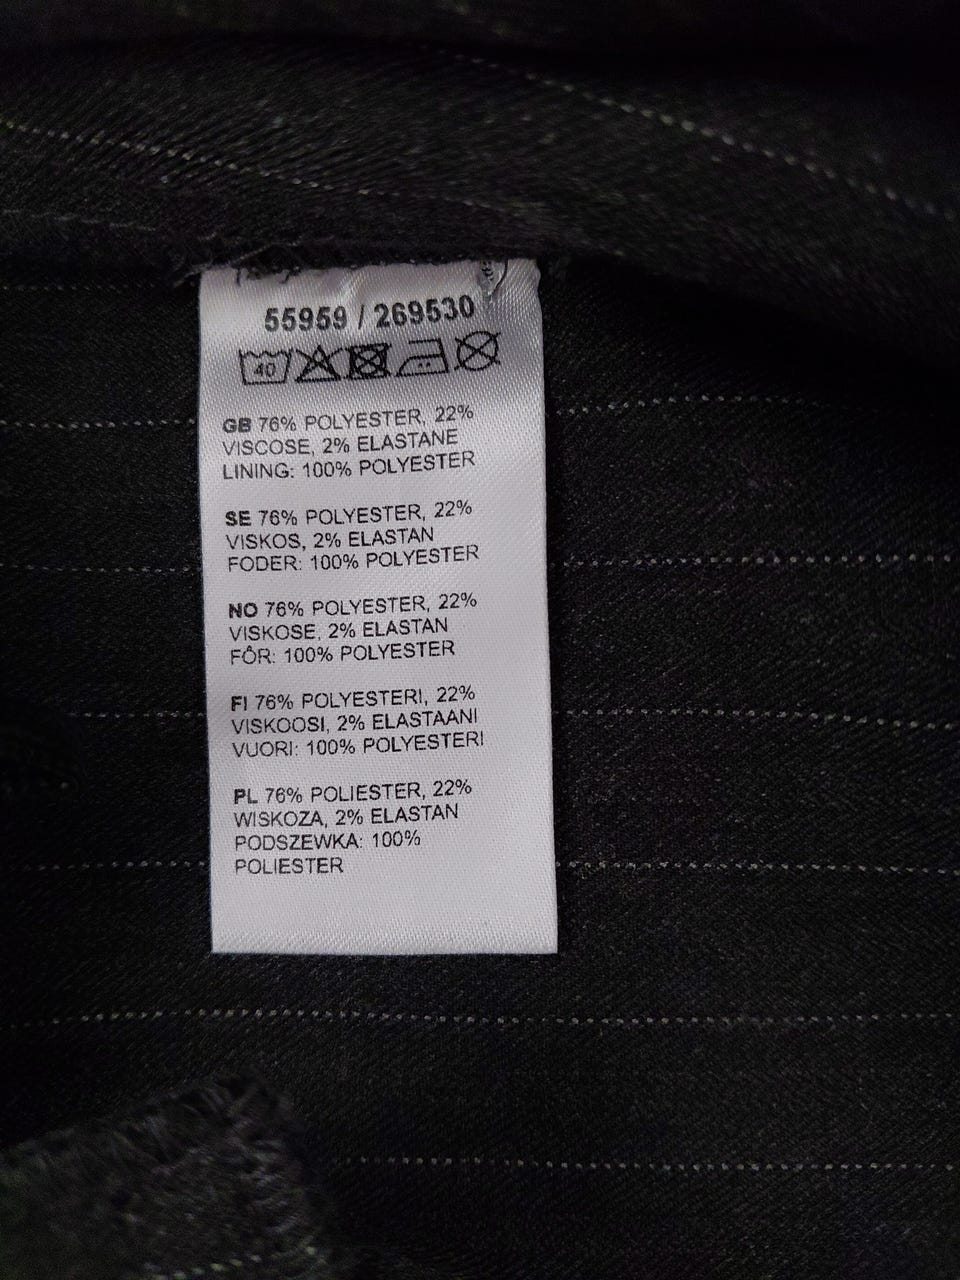 55959 / 269530
40
GB 76% POLYESTER, 22%
VISCOSE, 2% ELASTANE
LINING: 100% POLYESTER
SE 76% POLYESTER, 22%
VISKOS, 2% ELASTAN
FODER: 100% POLYESTER
NO 76% POLYESTER, 22%
VISKOSE, 2% ELASTAN
FÔR: 100% POLYESTER
FI 76% POLYESTERI, 22%
VISKOOSI, 2% ELASTAANI
VUORI: 100% POLYESTERI
PL 76% POLIESTER, 22%
WISKOZA, 2% ELASTAN
PODSZEWKA: 100%
POLIESTER